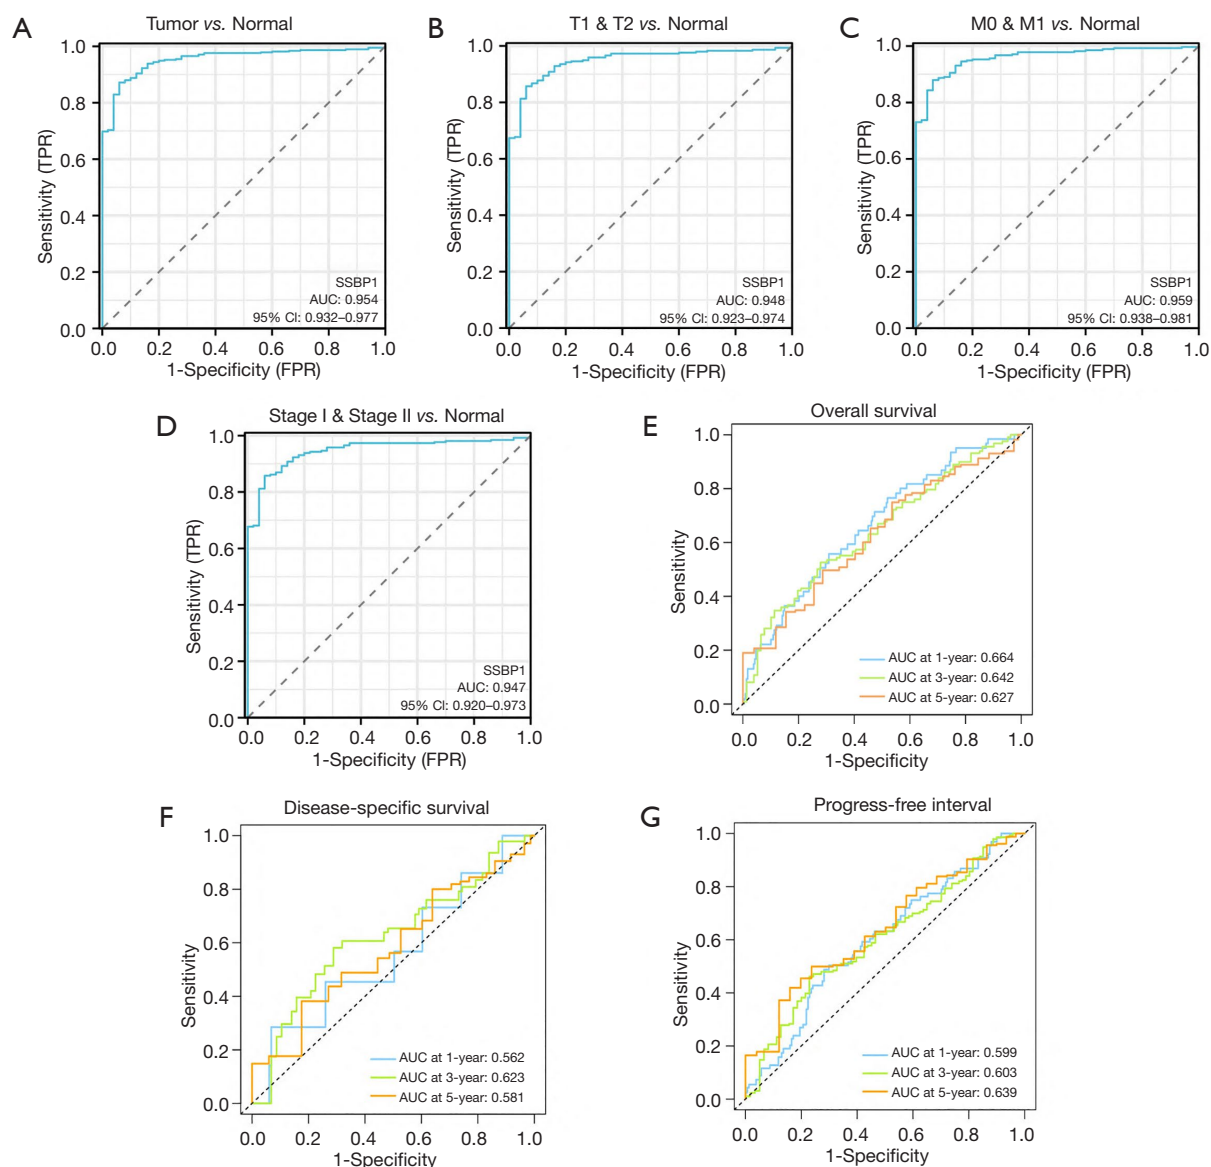 A
Tumor vs. Normal
1.0
0.8
0.6
0.4
0.2
0.0
Sensitivity (TPR)
SSBP1
AUC: 0.954
95% CI: 0.932–0.977
0.0 0.2 0.4 0.6 0.8 1.0
1-Specificity (FPR)
B
T1 & T2 vs. Normal
1.0
0.8
0.6
0.4
0.2
0.0
Sensitivity (TPR)
SSBP1
AUC: 0.948
95% CI: 0.923–0.974
0.0 0.2 0.4 0.6 0.8 1.0
1-Specificity (FPR)
C
M0 & M1 vs. Normal
1.0
0.8
0.6
0.4
0.2
0.0
Sensitivity (TPR)
SSBP1
AUC: 0.959
95% CI: 0.938–0.981
0.0 0.2 0.4 0.6 0.8 1.0
1-Specificity (FPR)
D
Stage I & Stage II vs. Normal
1.0
0.8
0.6
0.4
0.2
0.0
Sensitivity (TPR)
SSBP1
AUC: 0.947
95% CI: 0.920–0.973
0.0 0.2 0.4 0.6 0.8 1.0
1-Specificity (FPR)
E
Overall survival
1.0
0.8
0.6
0.4
0.2
0.0
Sensitivity
AUC at 1-year: 0.664
AUC at 3-year: 0.642
AUC at 5-year: 0.627
0.0 0.2 0.4 0.6 0.8 1.0
1-Specificity
F
Disease-specific survival
1.0
0.8
0.6
0.4
0.2
0.0
Sensitivity
AUC at 1-year: 0.562
AUC at 3-year: 0.623
AUC at 5-year: 0.581
0.0 0.2 0.4 0.6 0.8 1.0
1-Specificity
G
Progress-free interval
1.0
0.8
0.6
0.4
0.2
0.0
Sensitivity
AUC at 1-year: 0.599
AUC at 3-year: 0.603
AUC at 5-year: 0.639
0.0 0.2 0.4 0.6 0.8 1.0
1-Specificity